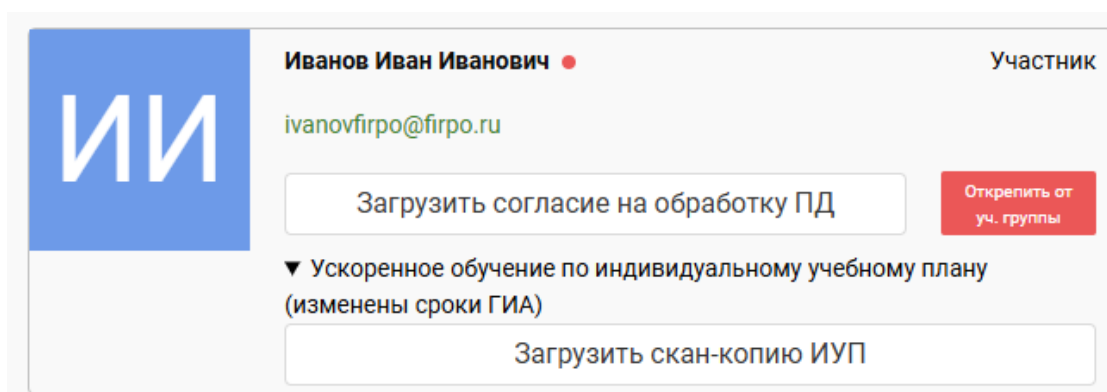 ИИ
Иванов Иван Иванович
Участник
ivanovfirpo@firpo.ru
Загрузить согласие на обработку ПД
Открепить от
уч. группы
▼ Ускоренное обучение по индивидуальному учебному плану
(изменены сроки ГИА)
Загрузить скан-копию ИУП